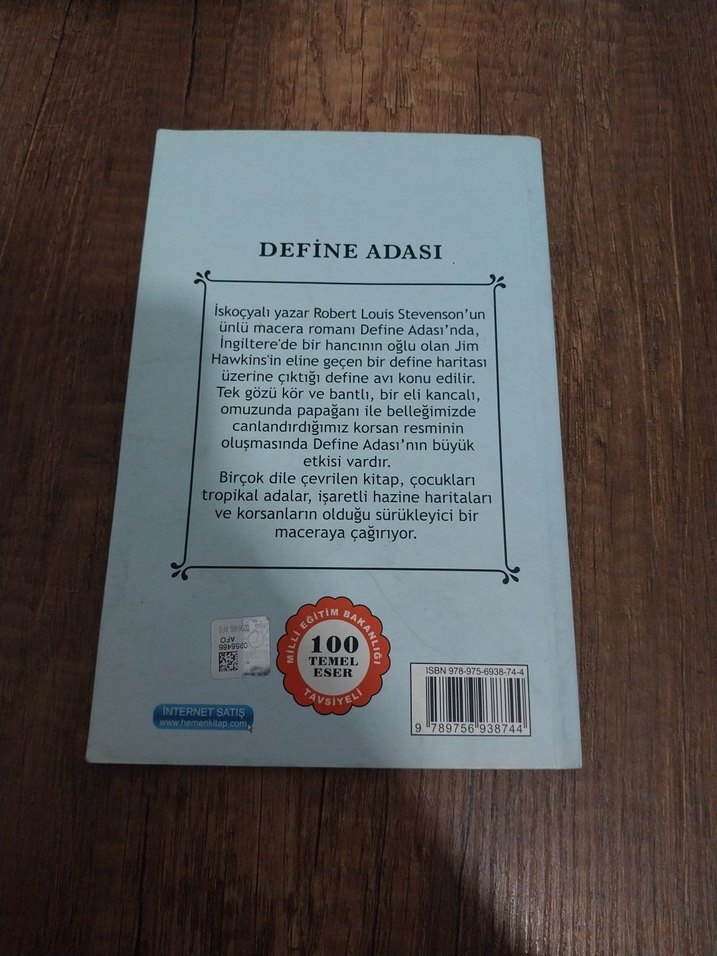 DEFİNE ADASI
İskoçyalı yazar Robert Louis Stevenson’un
ünlü macera romanı Define Adası’nda,
İngiltere'de bir hancının oğlu olan Jim
Hawkins'in eline geçen bir define haritası
üzerine çıktığı define avı konu edilir.
Tek gözü kör ve bantlı, bir eli kancalı,
omuzunda papağanı ile belleğimizde
canlandırdığımız korsan resminin
oluşmasında Define Adası’nın büyük
etkisi vardır.
Birçok dile çevrilen kitap, çocukları
tropikal adalar, işaretli hazine haritaları
ve korsanların olduğu sürükleyici bir
maceraya çağırıyor.
MİLLİ EĞİTİM BAKANLIĞI
100
TEMEL
ESER
TAVSİYELİ
AFO
0256466
İNTERNET SATIŞ
www.hemenkitap.com
ISBN 978-975-6938-74-4
9 789756 938744